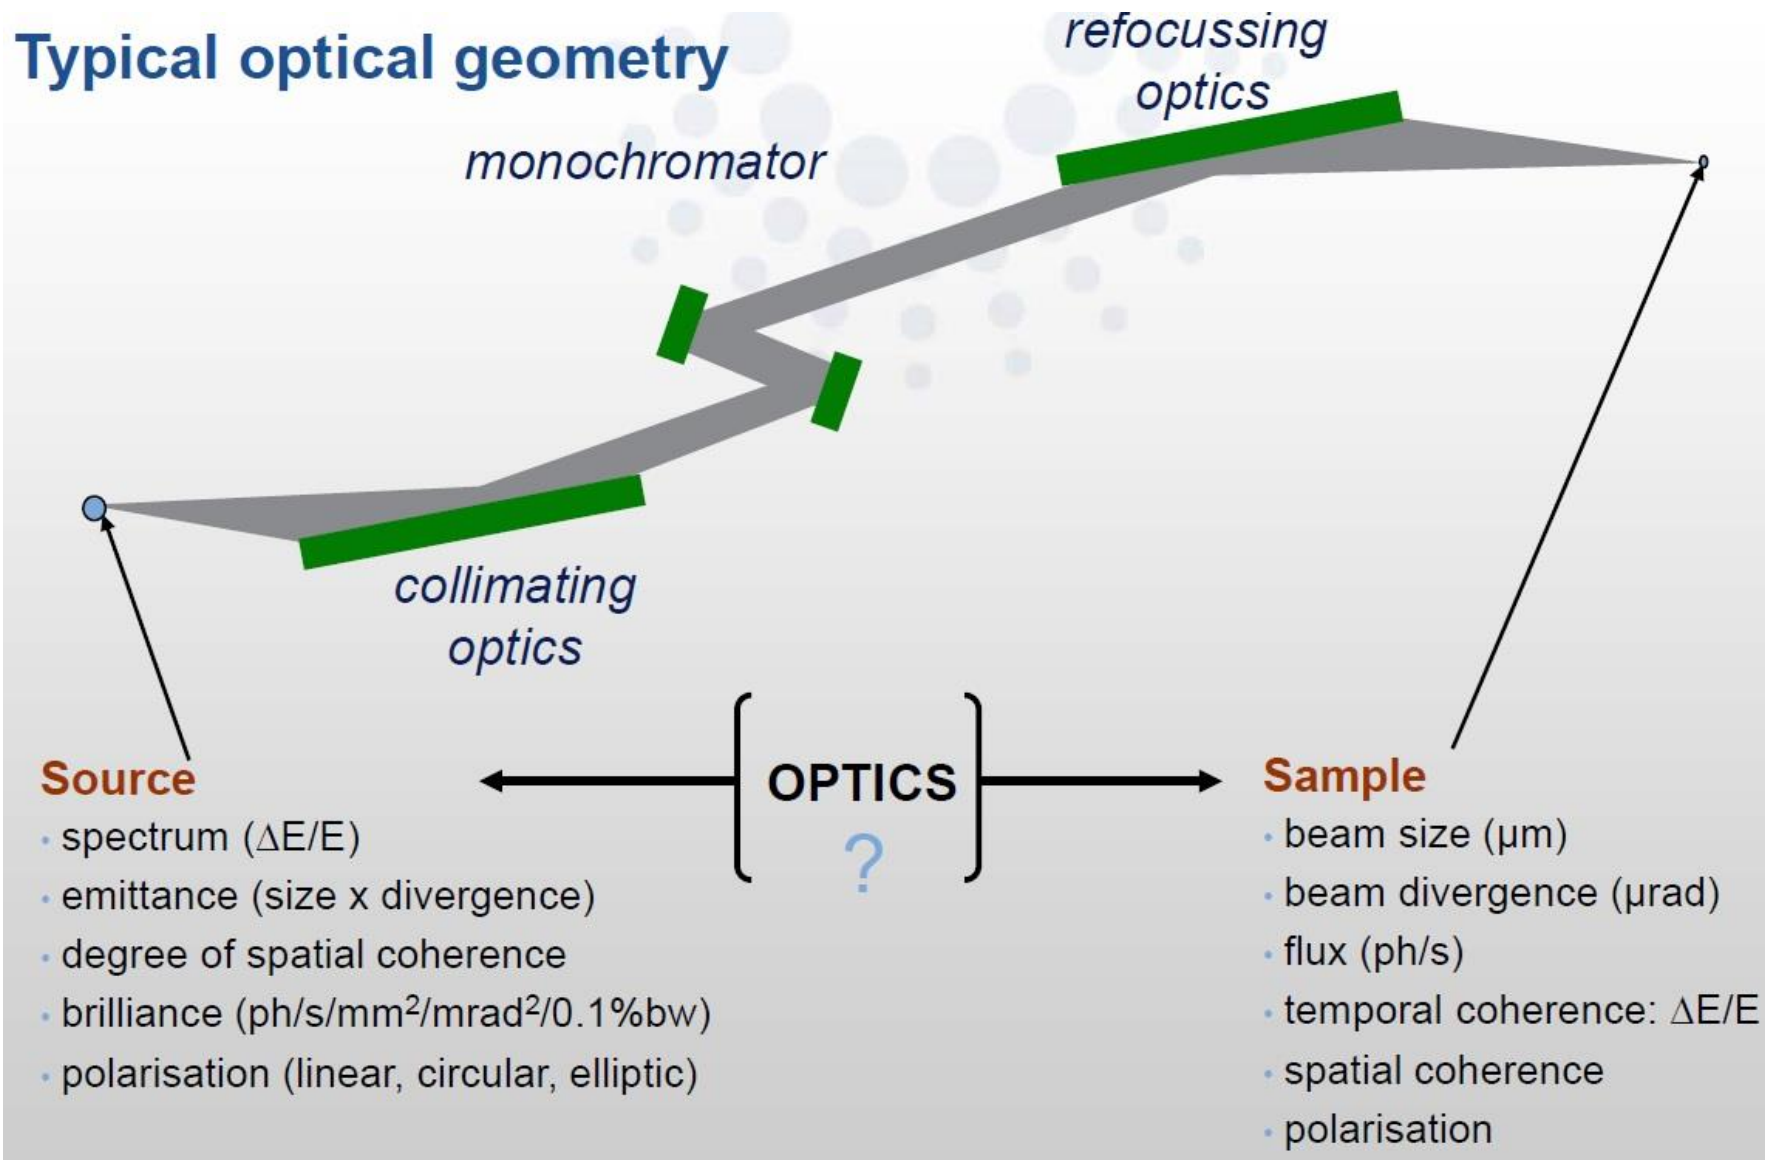 Typical optical geometry
refocussing
optics
monochromator
collimating
optics
OPTICS
?
Source
• spectrum (ΔE/E)
• emittance (size x divergence)
• degree of spatial coherence
• brilliance (ph/s/mm²/mrad²/0.1%bw)
• polarisation (linear, circular, elliptic)
Sample
• beam size (µm)
• beam divergence (µrad)
• flux (ph/s)
• temporal coherence: ΔE/E
• spatial coherence
• polarisation